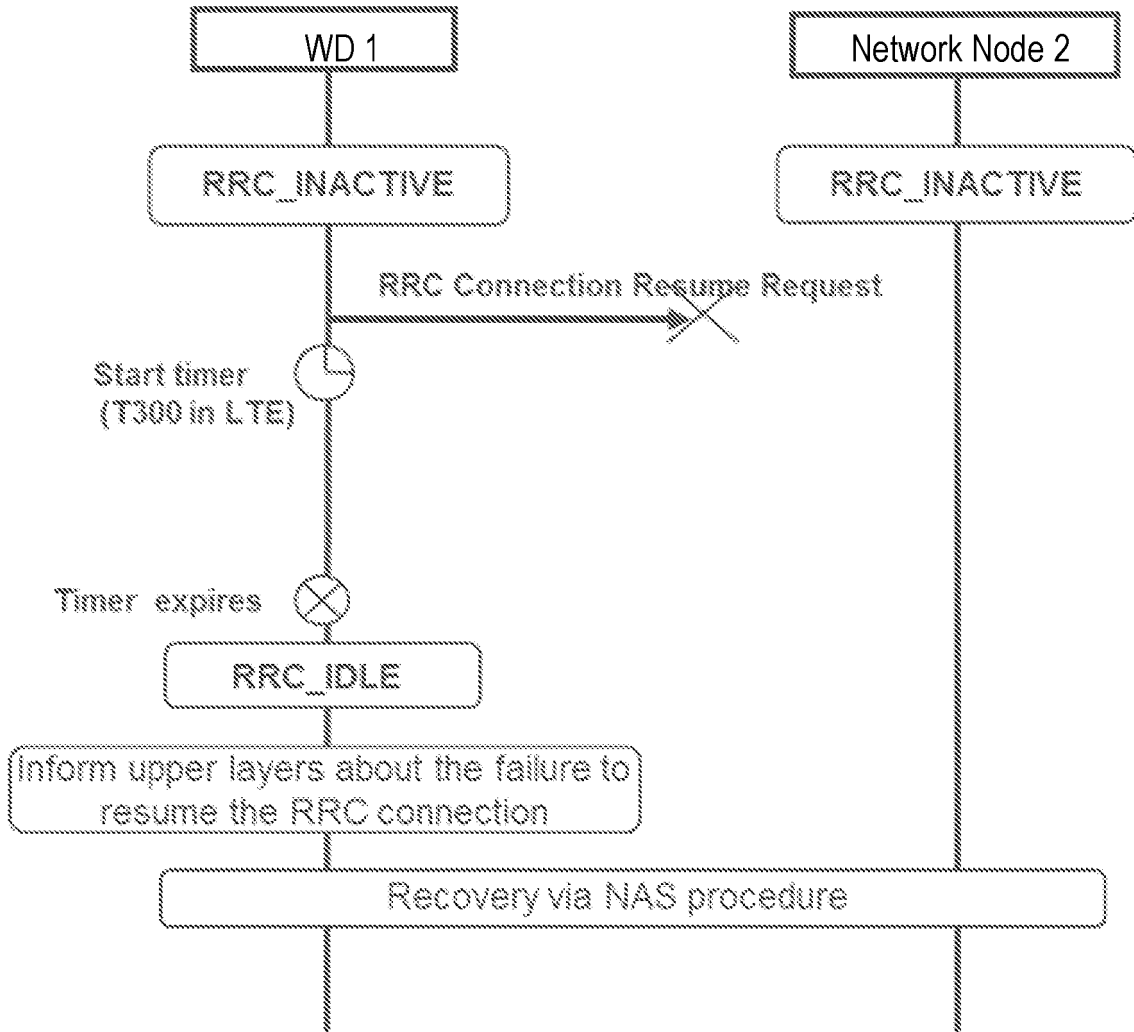 WD 1
Network Node 2
RRC_INACTIVE
RRC_INACTIVE
RRC Connection Resume Request
Start timer
(T300 in LTE)
Timer expires
RRC_IDLE
Inform upper layers about the failure to
resume the RRC connection
Recovery via NAS procedure